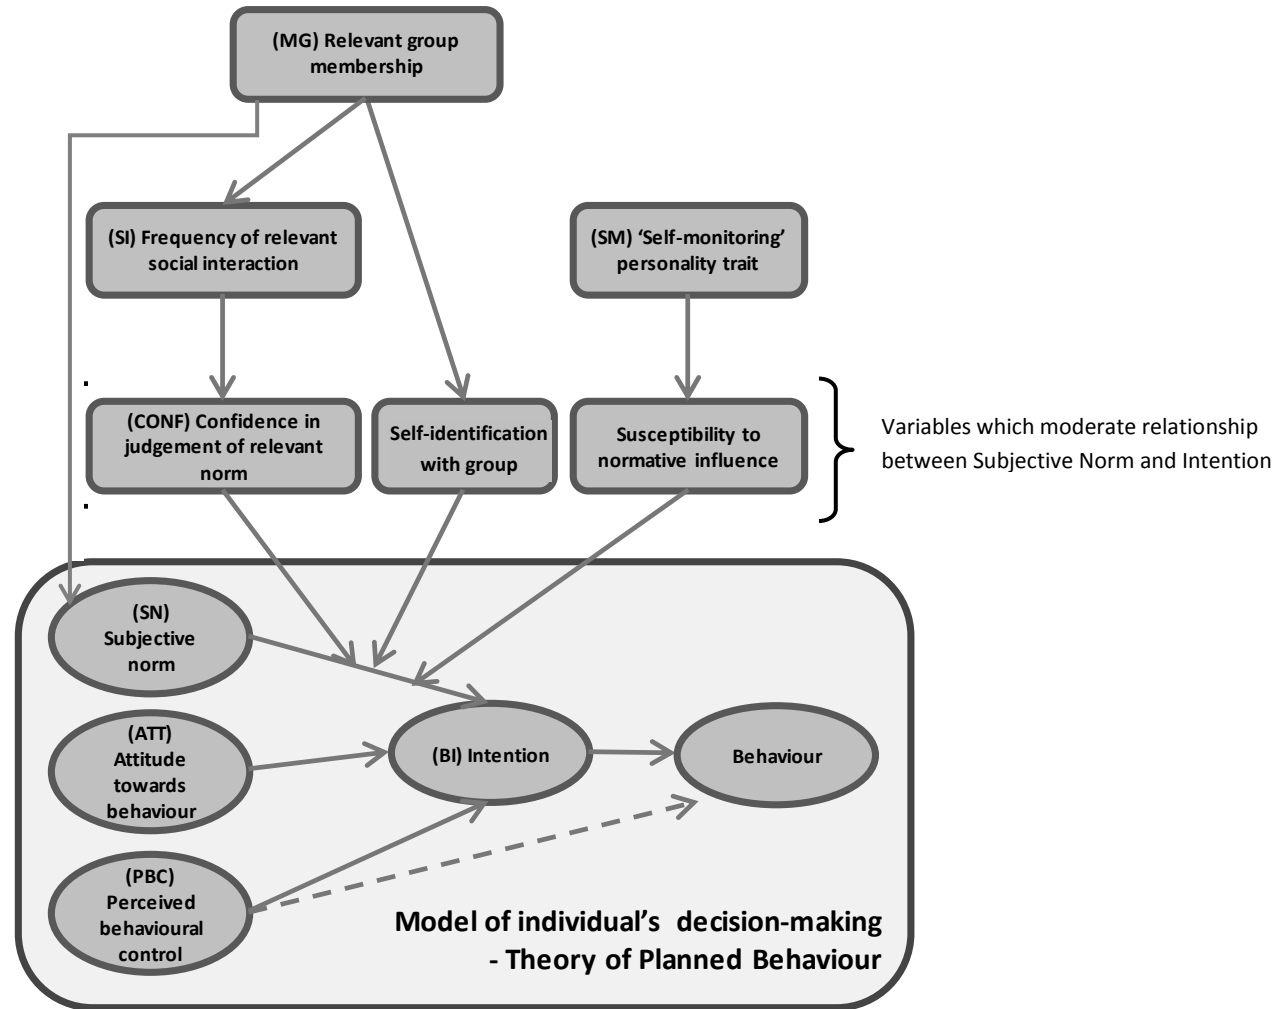 (MG) Relevant group
membership
(SI) Frequency of relevant
social interaction
(SM) ‘Self-monitoring’
personality trait
(CONF) Confidence in
judgement of relevant
norm
Self-identification
with group
Susceptibility to
normative influence
Variables which moderate relationship
between Subjective Norm and Intention
(SN)
Subjective
norm
(ATT)
Attitude
towards
behaviour
(BI) Intention
Behaviour
(PBC)
Perceived
behavioural
control
Model of individual’s decision-making
- Theory of Planned Behaviour